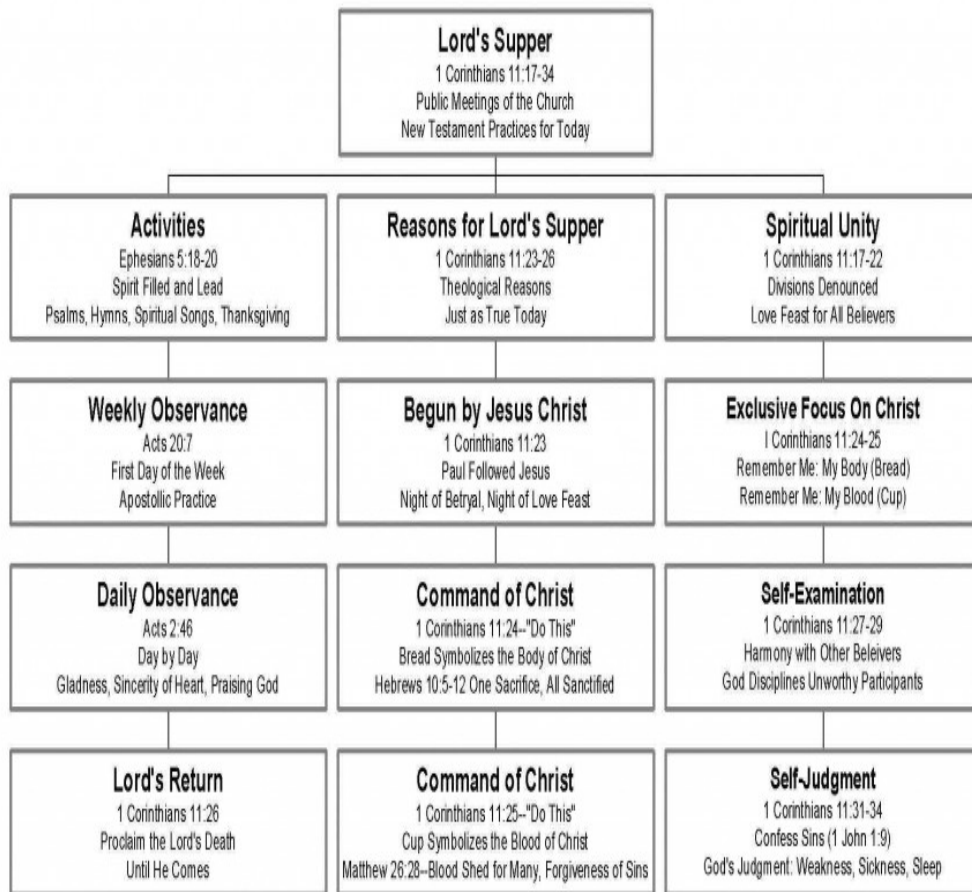 Lord's Supper
1 Corinthians 11:17-34
Public Meetings of the Church
New Testament Practices for Today
Activities
Ephesians 5:18-20
Spirit Filled and Lead
Psalms, Hymns, Spiritual Songs, Thanksgiving
Reasons for Lord's Supper
1 Corinthians 11:23-26
Theological Reasons
Just as True Today
Spiritual Unity
1 Corinthians 11:17-22
Divisions Denounced
Love Feast for All Believers
Weekly Observance
Acts 20:7
First Day of the Week
Apostollic Practice
Begun by Jesus Christ
1 Corinthians 11:23
Paul Followed Jesus
Night of Betryal, Night of Love Feast
Exclusive Focus On Christ
I Corinthians 11:24-25
Remember Me: My Body (Bread)
Remember Me: My Blood (Cup)
Daily Observance
Acts 2:46
Day by Day
Gladness, Sincerity of Heart, Praising God
Command of Christ
1 Corinthians 11:24--"Do This"
Bread Symbolizes the Body of Christ
Hebrews 10:5-12 One Sacrifice, All Sanctified
Self-Examination
1 Corinthians 11:27-29
Harmony with Other Beleivers
God Disciplines Unworthy Participants
Lord's Return
1 Corinthians 11:26
Proclaim the Lord's Death
Until He Comes
Command of Christ
1 Corinthians 11:25--"Do This"
Cup Symbolizes the Blood of Christ
Matthew 26:28--Blood Shed for Many, Forgiveness of Sins
Self-Judgment
1 Corinthians 11:31-34
Confess Sins (1 John 1:9)
God's Judgment: Weakness, Sickness, Sleep